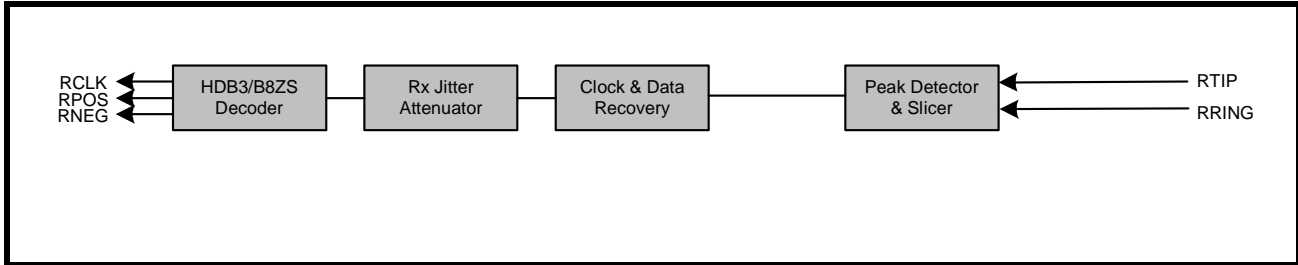 RCLK
RPOS
RNEG
HDB3/B8ZS
Decoder
Rx Jitter
Attenuator
Clock & Data
Recovery
Peak Detector
& Slicer
RTIP
RRING